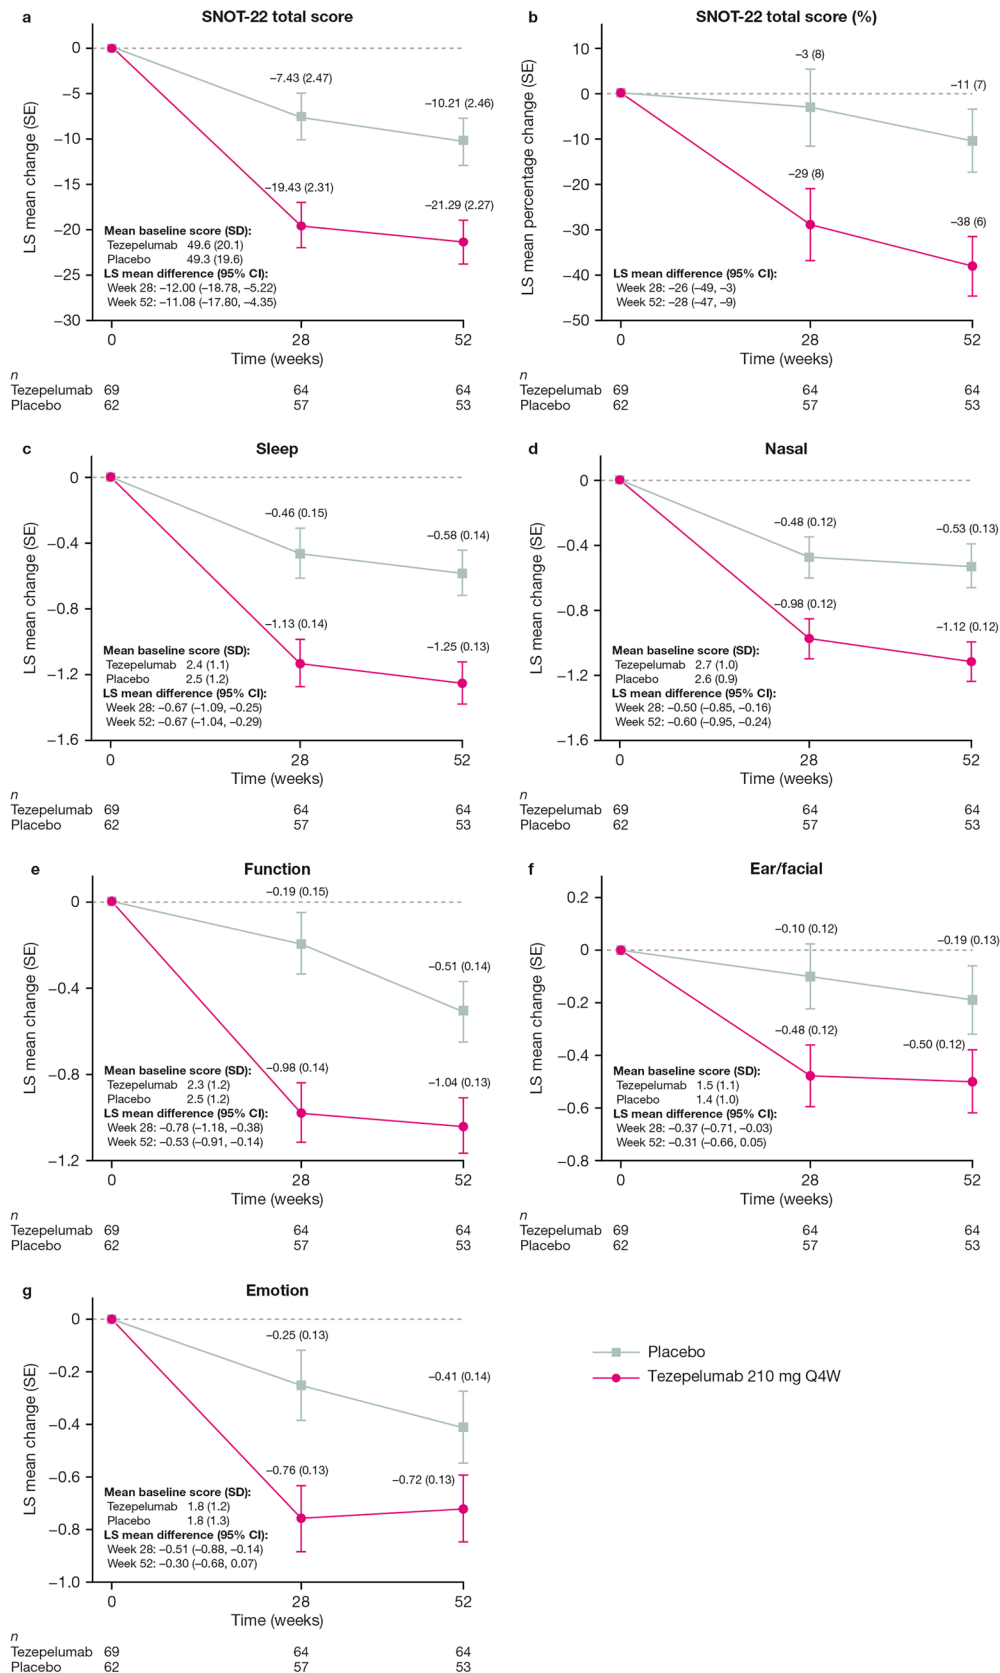 a SNOT-22 total score
LS mean change (SE)
0
−5
−10
−15
−20
−25
−30
−7.43 (2.47)
−10.21 (2.46)
−19.43 (2.31)
−21.29 (2.27)
Mean baseline score (SD):
Tezepelumab 49.6 (20.1)
Placebo 49.3 (19.6)
LS mean difference (95% CI):
Week 28: −12.00 (−18.78, −5.22)
Week 52: −11.08 (−17.80, −4.35)
0 28 52
Time (weeks)
n
Tezepelumab 69 64 64
Placebo 62 57 53
b SNOT-22 total score (%)
LS mean percentage change (SE)
10
0
−10
−20
−30
−40
−50
−3 (8)
−11 (7)
−29 (8)
−38 (6)
LS mean difference (95% CI):
Week 28: −26 (−49, −3)
Week 52: −28 (−47, −9)
0 28 52
Time (weeks)
n
Tezepelumab 69 64 64
Placebo 62 57 53
c Sleep
LS mean change (SE)
0
−0.4
−0.8
−1.2
−1.6
−0.46 (0.15)
−0.58 (0.14)
−1.13 (0.14)
−1.25 (0.13)
Mean baseline score (SD):
Tezepelumab 2.4 (1.1)
Placebo 2.5 (1.2)
LS mean difference (95% CI):
Week 28: −0.67 (−1.09, −0.25)
Week 52: −0.67 (−1.04, −0.29)
0 28 52
Time (weeks)
n
Tezepelumab 69 64 64
Placebo 62 57 53
d Nasal
LS mean change (SE)
0
−0.4
−0.8
−1.2
−1.6
−0.48 (0.12)
−0.53 (0.13)
−0.98 (0.12)
−1.12 (0.12)
Mean baseline score (SD):
Tezepelumab 2.7 (1.0)
Placebo 2.6 (0.9)
LS mean difference (95% CI):
Week 28: −0.50 (−0.85, −0.16)
Week 52: −0.60 (−0.95, −0.24)
0 28 52
Time (weeks)
n
Tezepelumab 69 64 64
Placebo 62 57 53
e Function
LS mean change (SE)
0
−0.4
−0.8
−1.2
−0.19 (0.15)
−0.51 (0.14)
−0.98 (0.14)
−1.04 (0.13)
Mean baseline score (SD):
Tezepelumab 2.3 (1.2)
Placebo 2.5 (1.2)
LS mean difference (95% CI):
Week 28: −0.78 (−1.18, −0.38)
Week 52: −0.53 (−0.91, −0.14)
0 28 52
Time (weeks)
n
Tezepelumab 69 64 64
Placebo 62 57 53
f Ear/facial
LS mean change (SE)
0.2
0
−0.2
−0.4
−0.6
−0.8
−0.10 (0.12)
−0.19 (0.13)
−0.48 (0.12)
−0.50 (0.12)
Mean baseline score (SD):
Tezepelumab 1.5 (1.1)
Placebo 1.4 (1.0)
LS mean difference (95% CI):
Week 28: −0.37 (−0.71, −0.03)
Week 52: −0.31 (−0.66, 0.05)
0 28 52
Time (weeks)
n
Tezepelumab 69 64 64
Placebo 62 57 53
g Emotion
LS mean change (SE)
0
−0.2
−0.4
−0.6
−0.8
−1.0
−0.25 (0.13)
−0.41 (0.14)
−0.76 (0.13)
−0.72 (0.13)
Mean baseline score (SD):
Tezepelumab 1.8 (1.2)
Placebo 1.8 (1.3)
LS mean difference (95% CI):
Week 28: −0.51 (−0.88, −0.14)
Week 52: −0.30 (−0.68, 0.07)
0 28 52
Time (weeks)
n
Tezepelumab 69 64 64
Placebo 62 57 53
Placebo
Tezepelumab 210 mg Q4W